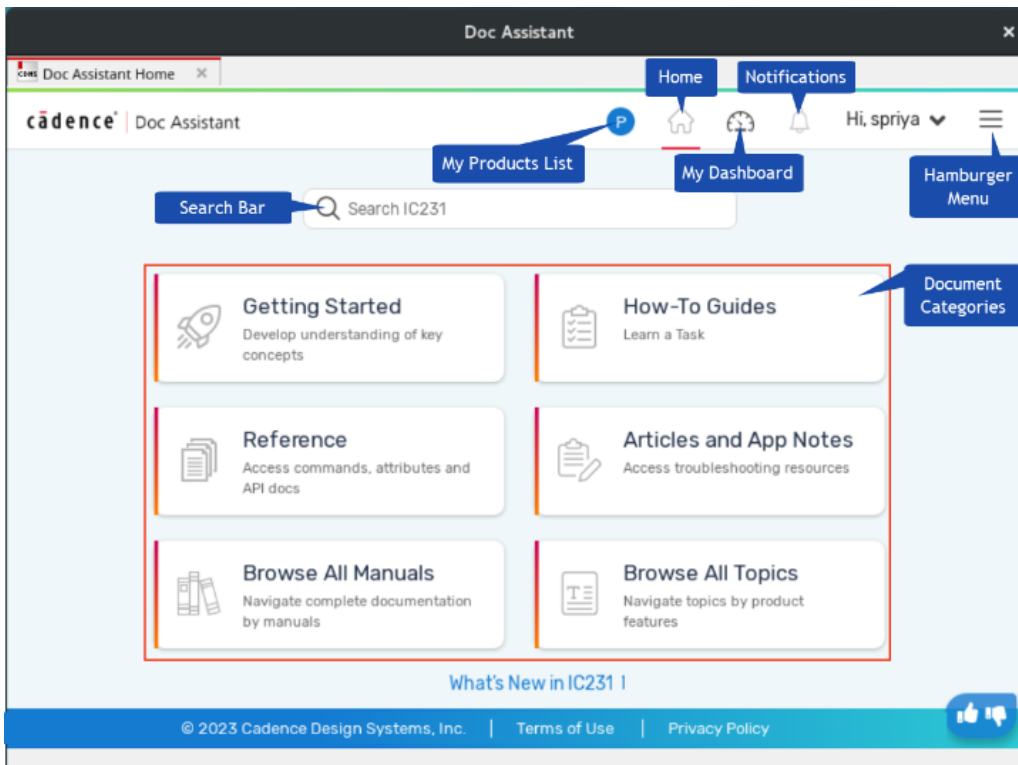 Doc Assistant
CDNS Doc Assistant Home
Home Notifications
cādence Doc Assistant
P
Hi, spriya
My Products List
My Dashboard
Hamburger
Menu
Search Bar
Search IC231
Document
Categories
Getting Started
Develop understanding of key
concepts
How-To Guides
Learn a Task
Reference
Access commands, attributes and
API docs
Articles and App Notes
Access troubleshooting resources
Browse All Manuals
Navigate complete documentation
by manuals
Browse All Topics
Navigate topics by product
features
What's New in IC231
© 2023 Cadence Design Systems, Inc. | Terms of Use | Privacy Policy